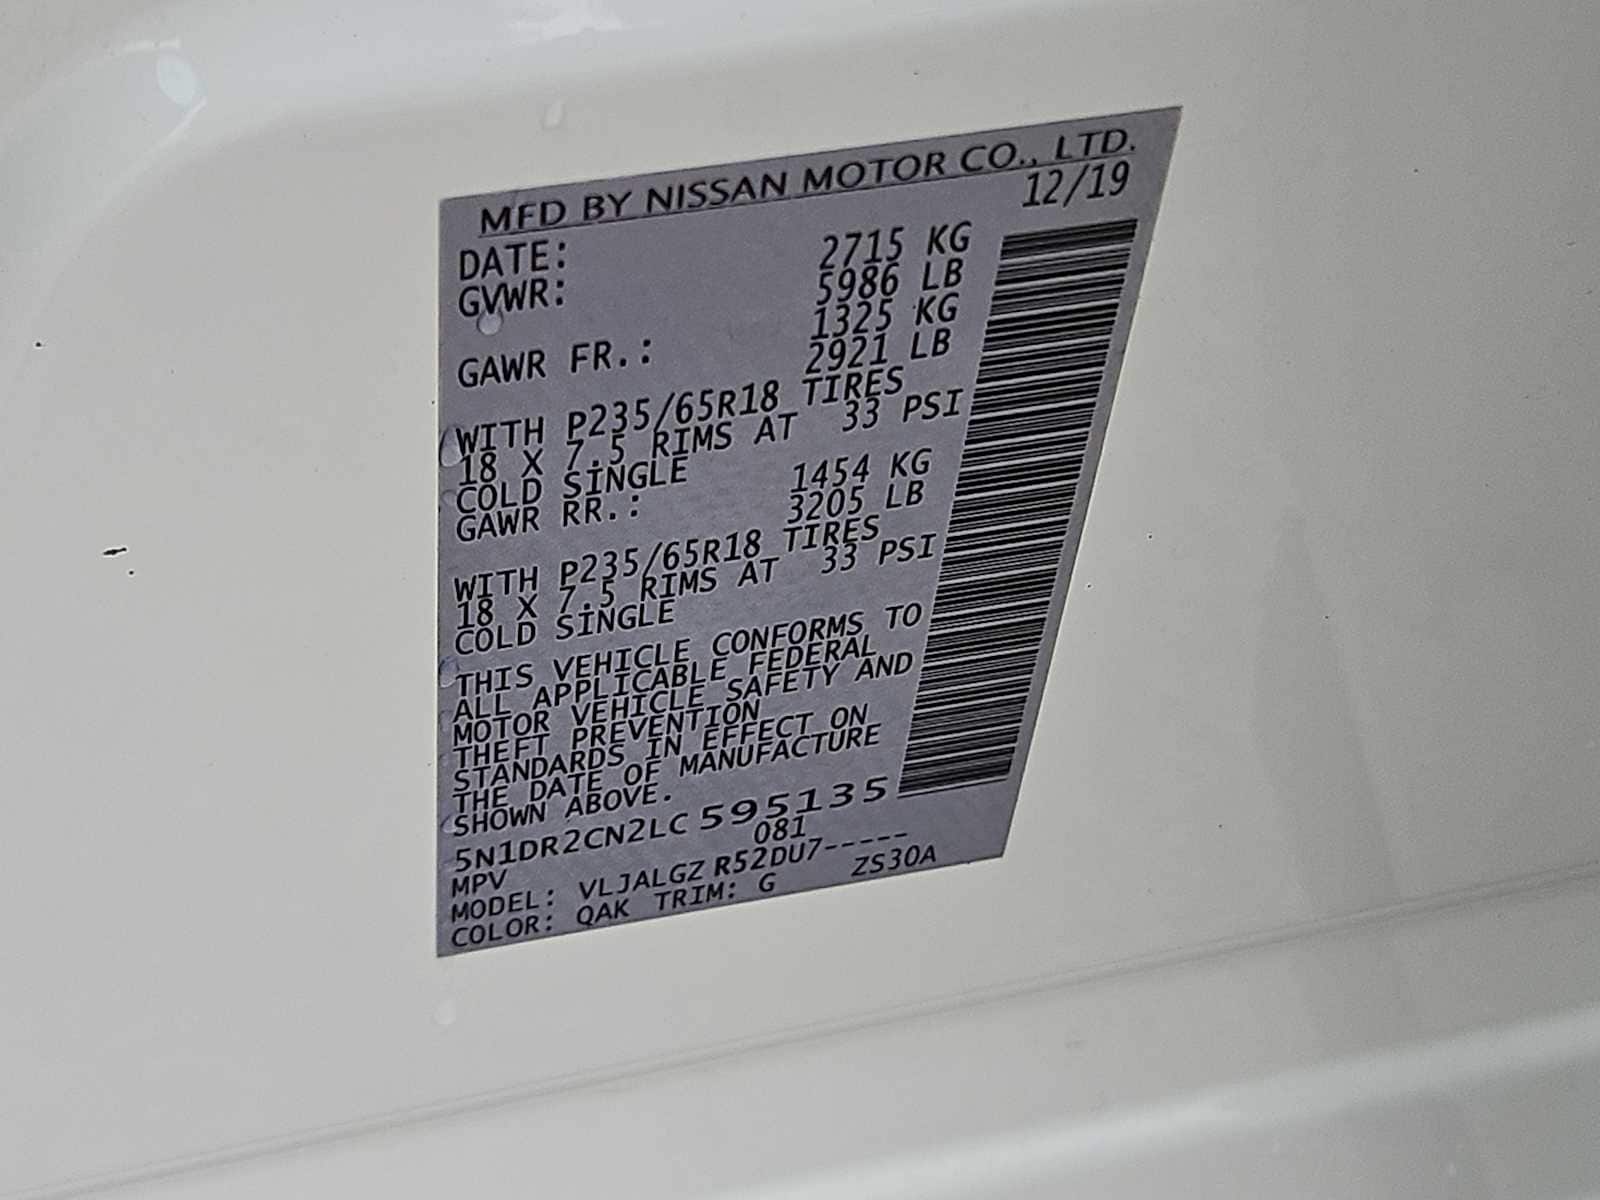 MFD BY NISSAN MOTOR CO., LTD.
DATE: 12/19
GVWR: 2715 KG
5986 LB
GAWR FR.: 1325 KG
2921 LB
WITH P235/65R18 TIRES
18 X 7.5 RIMS AT 33 PSI
COLD SINGLE
GAWR RR.: 1454 KG
3205 LB
WITH P235/65R18 TIRES
18 X 7.5 RIMS AT 33 PSI
COLD SINGLE
THIS VEHICLE CONFORMS TO
ALL APPLICABLE FEDERAL
MOTOR VEHICLE SAFETY AND
THEFT PREVENTION
STANDARDS IN EFFECT ON
THE DATE OF MANUFACTURE
SHOWN ABOVE.
5N1DR2CN2LC595135
MPV 081
MODEL: VLJALGZ R52DU7-----
COLOR: QAK TRIM: G ZS30A